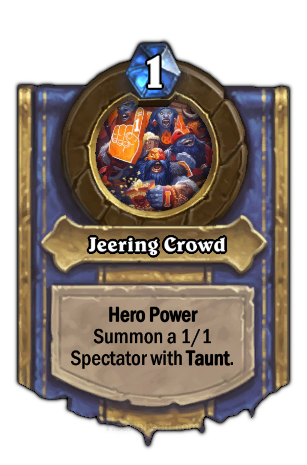 1
Jeering Crowd
Hero Power
Summon a 1/1
Spectator with Taunt.